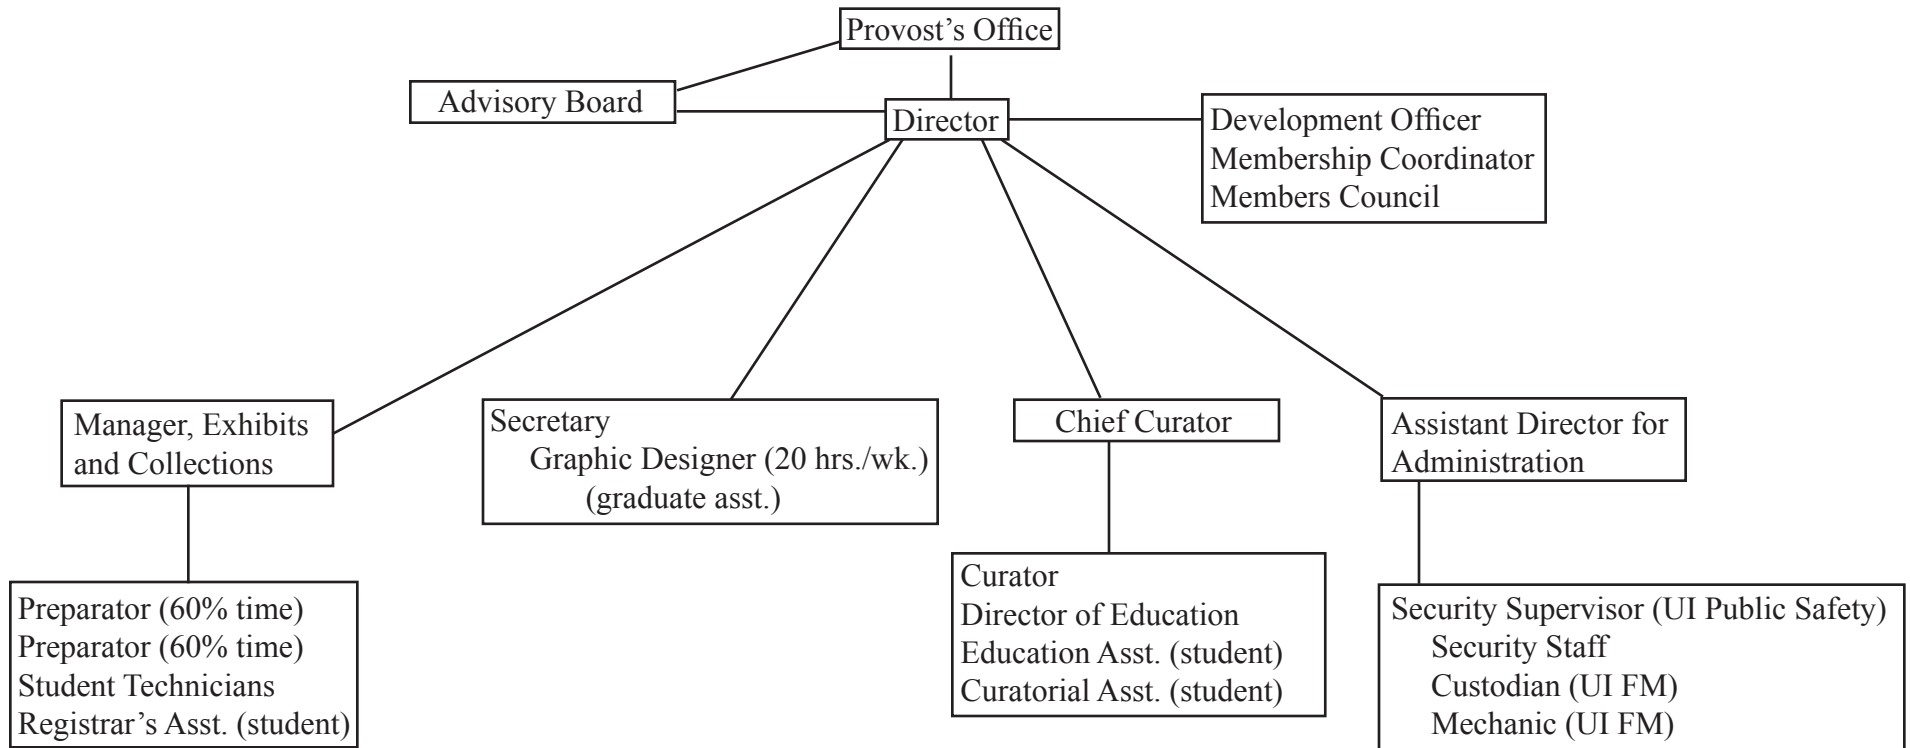 Provost’s Office
Advisory Board
Director
Development Officer
Membership Coordinator
Members Council
Manager, Exhibits
and Collections
Secretary
Graphic Designer (20 hrs./wk.)
(graduate asst.)
Chief Curator
Assistant Director for
Administration
Preparator (60% time)
Preparator (60% time)
Student Technicians
Registrar’s Asst. (student)
Curator
Director of Education
Education Asst. (student)
Curatorial Asst. (student)
Security Supervisor (UI Public Safety)
Security Staff
Custodian (UI FM)
Mechanic (UI FM)